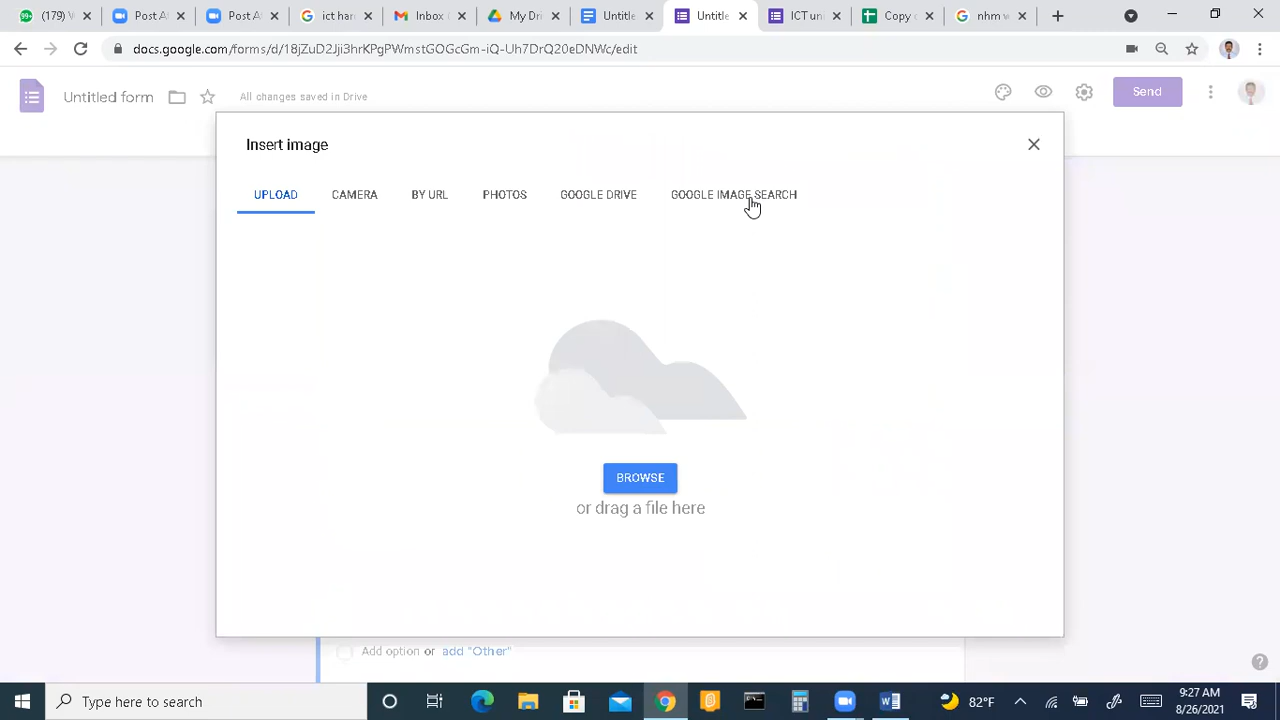 (179) Post A Post A ict har Inbox ( My Dri Untitle Untitle ICT un Copy nhm w
docs.google.com/forms/d/18jZuD2Jji3hrKPgPWmstGOGcGm-iQ-Uh7DrQ20eDNWc/edit
Untitled form All changes saved in Drive Send
Insert image
UPLOAD CAMERA BY URL PHOTOS GOOGLE DRIVE GOOGLE IMAGE SEARCH
BROWSE
or drag a file here
Add option or add "Other"
Type here to search 82°F 9:27 AM
8/26/2021